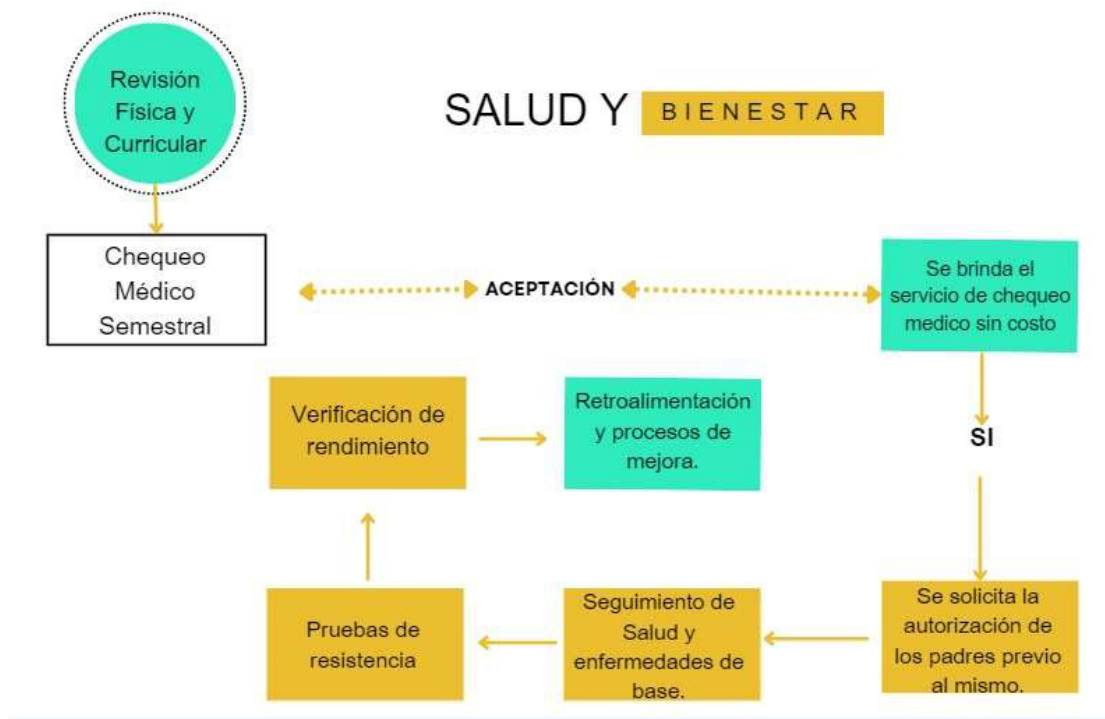 Revisión
Física y
Curricular
SALUD Y BIENESTAR
Chequeo
Médico
Semestral
ACEPTACIÓN
Se brinda el
servicio de chequeo
medico sin costo
SI
Verificación de
rendimiento
Retroalimentación
y procesos de
mejora.
Pruebas de
resistencia
Seguimiento de
Salud y
enfermedades de
base.
Se solicita la
autorización de
los padres previo
al mismo.